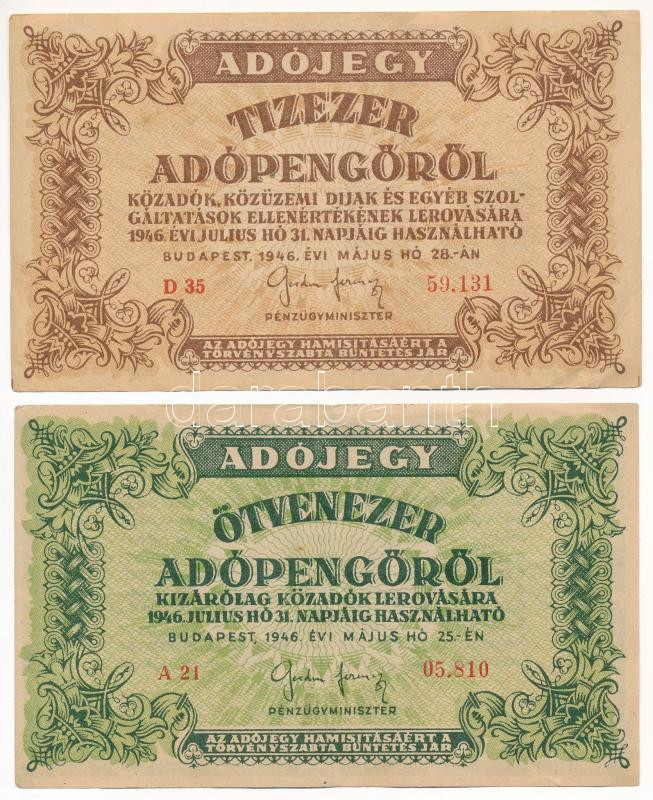 ADÓJEGY
TIZEZER
ADÓPENGŐRŐL
KÖZADÓK, KÖZÜZEMI DIJAK ÉS EGYÉB SZOL-
GÁLTATÁSOK ELLENÉRTÉKÉNEK LEROVÁSÁRA
1946. ÉVI JULIUS HÓ 31. NAPJÁIG HASZNÁLHATÓ
BUDAPEST, 1946. ÉVI MÁJUS HÓ 28.-ÁN
D 35 59.131
PÉNZÜGYMINISZTER
AZ ADÓJEGY HAMISITÁSÁÉRT A
TÖRVÉNYSZABTA BÜNTETÉS JÁR
darabanth
ADÓJEGY
ÖTVENEZER
ADÓPENGŐRŐL
KIZÁRÓLAG KÖZADÓK LEROVÁSÁRA
1946. JULIUS HÓ 31. NAPJÁIG HASZNÁLHATÓ
BUDAPEST, 1946. ÉVI MÁJUS HÓ 25.-ÉN
A 21 05.810
PÉNZÜGYMINISZTER
AZ ADÓJEGY HAMISITÁSÁÉRT A
TÖRVÉNYSZABTA BÜNTETÉS JÁR